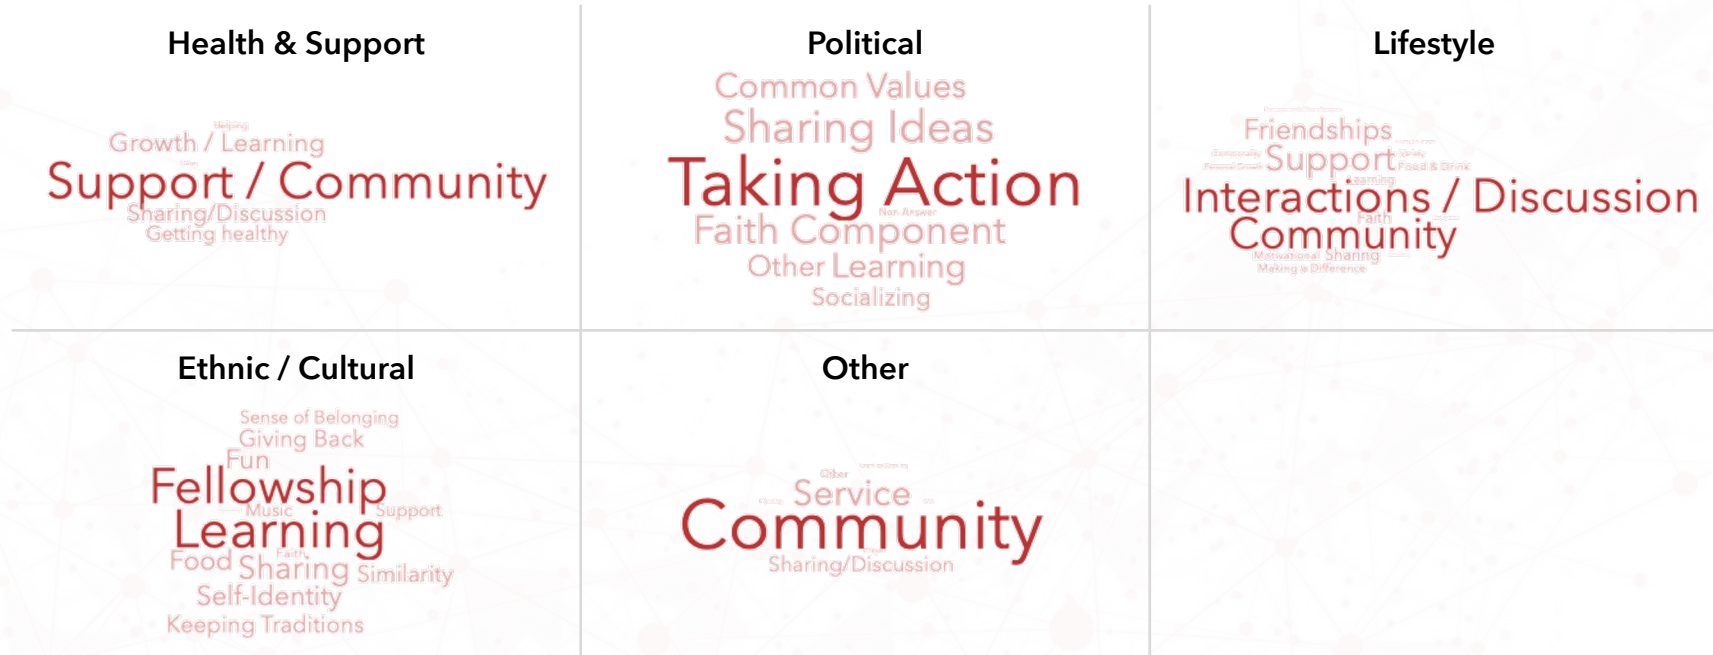 Health & Support
Helping
Growth / Learning
Support / Community
Sharing/Discussion
Getting healthy
Political
Common Values
Sharing Ideas
Taking Action
Non Answer
Faith Component
Other Learning
Socializing
Lifestyle
Friendships
Support
Food & Drink
Learning
Interactions / Discussion
Faith
Community
Motivational Sharing
Making a Difference
Ethnic / Cultural
Sense of Belonging
Giving Back
Fun
Fellowship
Music Support
Learning
Faith
Food Sharing Similarity
Self-Identity
Keeping Traditions
Other
Other
Service
Community
Sharing/Discussion